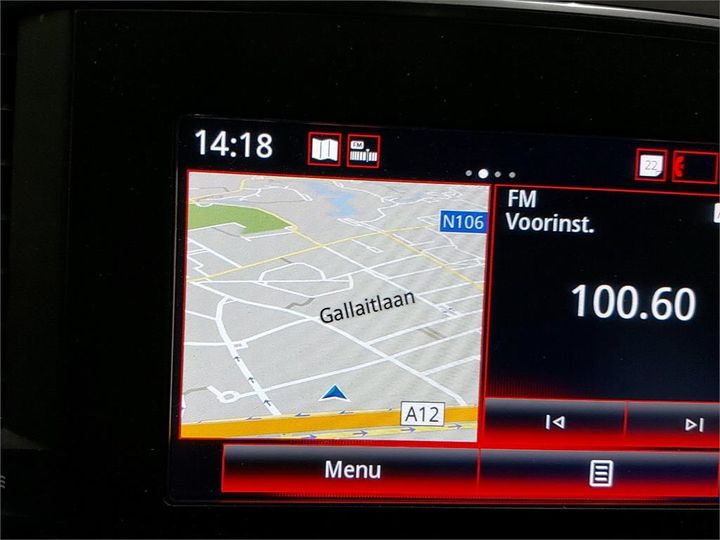 14:18
FM
22
N106
Gallaitlaan
A12
FM
Voorinst.
100.60
Menu